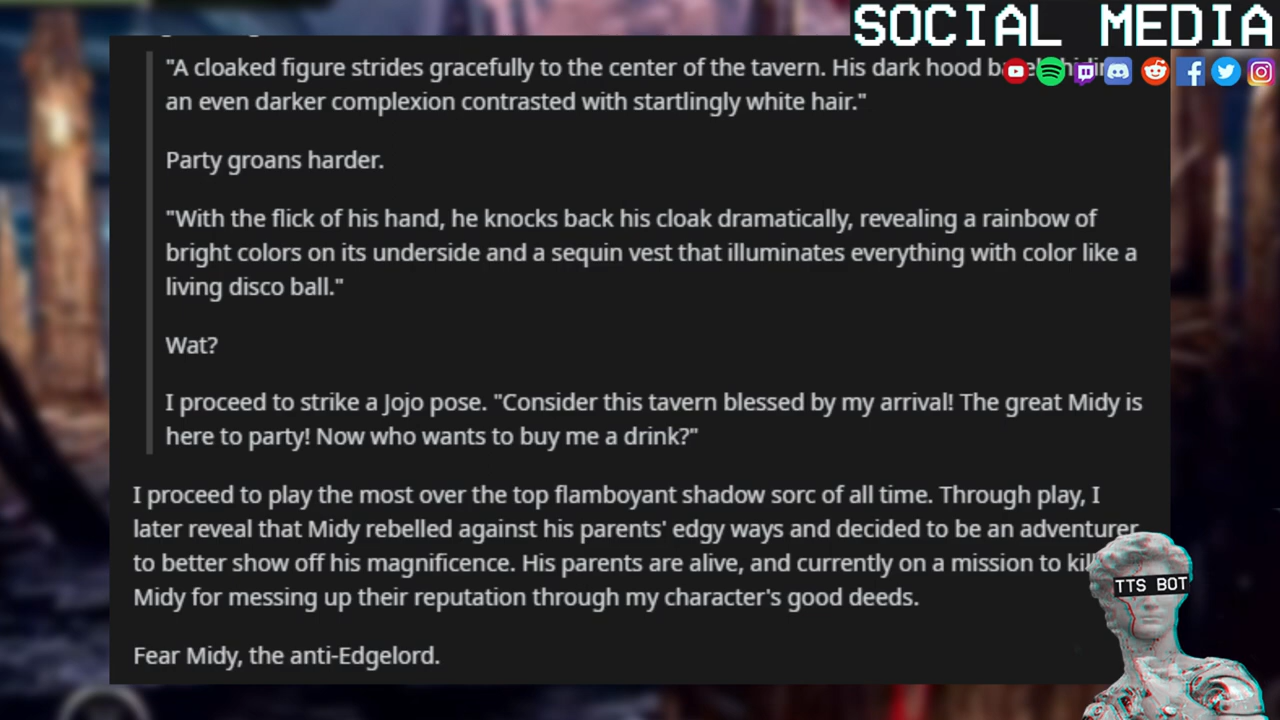 SOCIAL MEDIA
"A cloaked figure strides gracefully to the center of the tavern. His dark hood
an even darker complexion contrasted with startlingly white hair."
Party groans harder.
"With the flick of his hand, he knocks back his cloak dramatically, revealing a rainbow of
bright colors on its underside and a sequin vest that illuminates everything with color like a
living disco ball."
Wat?
I proceed to strike a Jojo pose. "Consider this tavern blessed by my arrival! The great Midy is
here to party! Now who wants to buy me a drink?"
I proceed to play the most over the top flamboyant shadow sorc of all time. Through play, I
later reveal that Midy rebelled against his parents' edgy ways and decided to be an adventurer
to better show off his magnificence. His parents are alive, and currently on a mission to
Midy for messing up their reputation through my character's good deeds.
Fear Midy, the anti-Edgelord.
TTS BOT